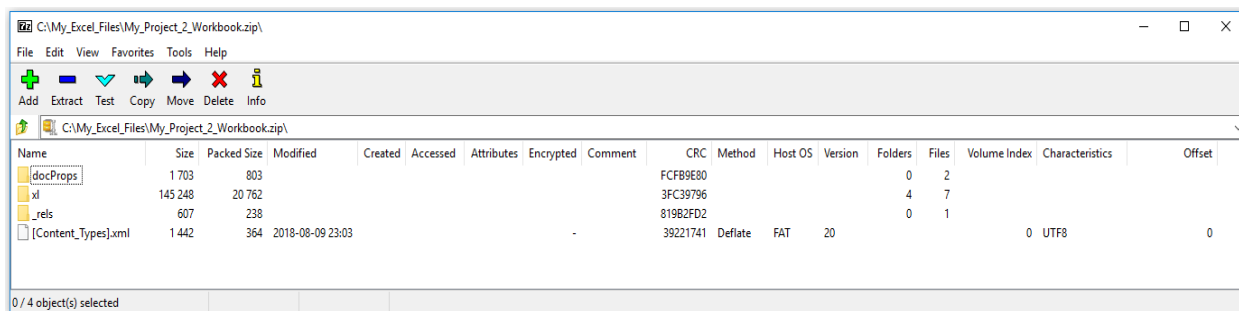 C:\My_Excel_Files\My_Project_2_Workbook.zip\
File Edit View Favorites Tools Help
Add Extract Test Copy Move Delete Info
C:\My_Excel_Files\My_Project_2_Workbook.zip\
Name Size Packed Size Modified Created Accessed Attributes Encrypted Comment CRC Method Host OS Version Folders Files Volume Index Characteristics Offset
docProps 1 703 803 FCFB9E80 0 2
xl 145 248 20 762 3FC39796 4 7
_rels 607 238 819B2FD2 0 1
[Content_Types].xml 1 442 364 2018-08-09 23:03 - 39221741 Deflate FAT 20 0 UTF8 0
0 / 4 object(s) selected